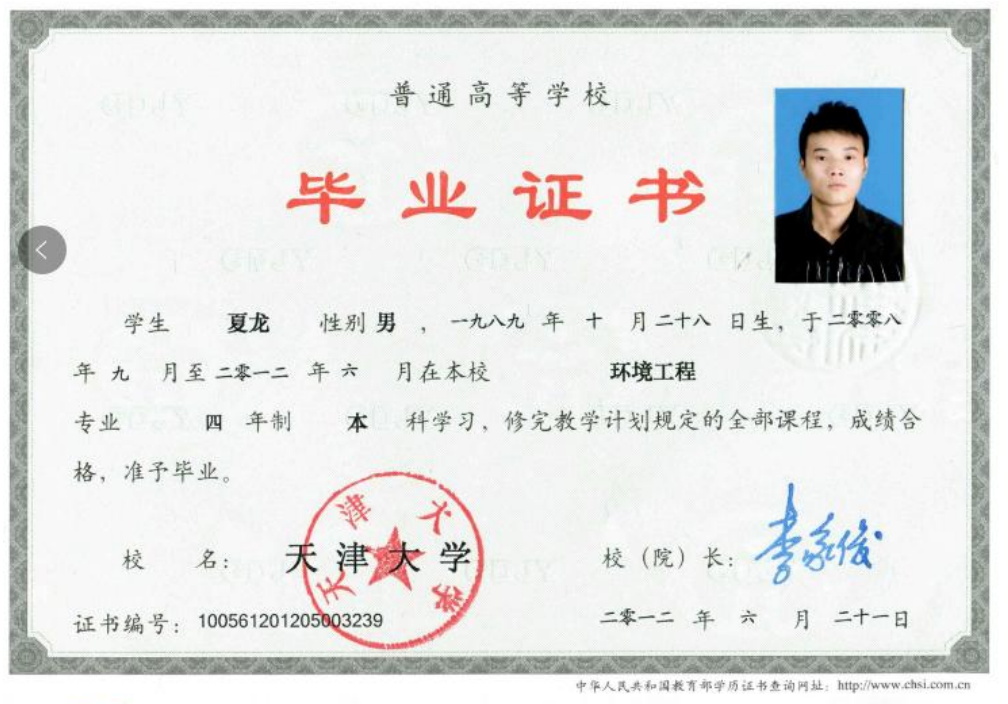 普通高等学校
毕业证书
学生 夏龙 性别 男 ，一九八九 年 十 月二十八 日生，于二零零八
年 九 月至 二零一二 年 六 月在本校 环境工程
专业 四 年制 本 科学习，修完教学计划规定的全部课程，成绩合
格，准予毕业。
校 名： 天津大学
天津大学
校（院）长： 李家俊
证书编号： 100561201205003239
二零一二 年 六 月 二十一日
中华人民共和国教育部学历证书查询网址：http://www.chsi.com.cn